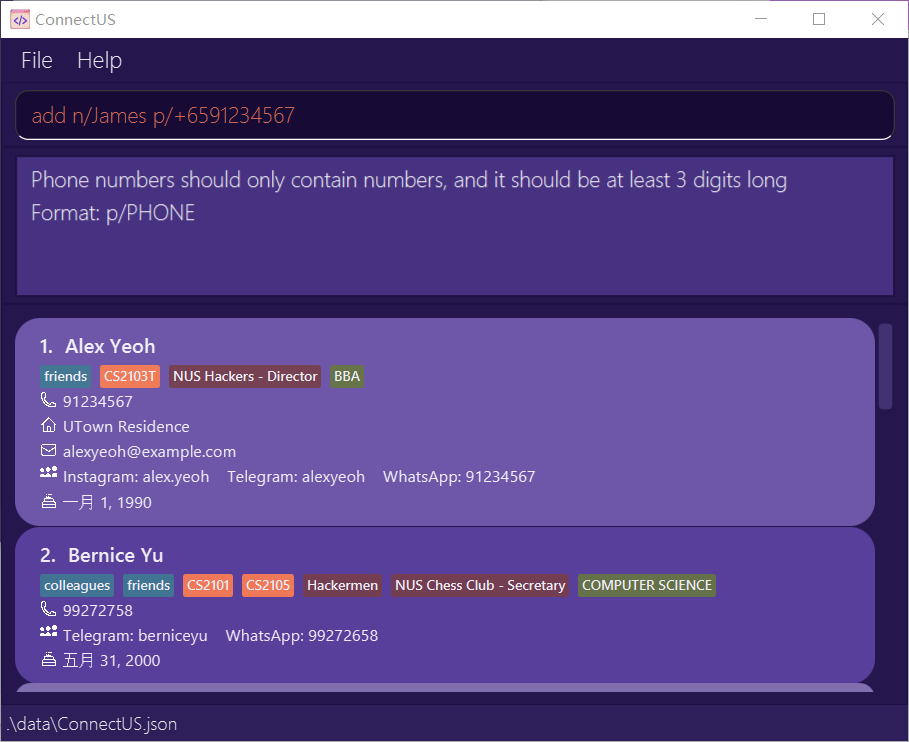 ConnectUS
File Help
add n/James p/+6591234567
Phone numbers should only contain numbers, and it should be at least 3 digits long
Format: p/PHONE
1. Alex Yeoh
friends CS2103T NUS Hackers - Director BBA
91234567
UTown Residence
alexyeoh@example.com
Instagram: alex.yeoh Telegram: alexyeoh WhatsApp: 91234567
一月 1, 1990
2. Bernice Yu
colleagues friends CS2101 CS2105 Hackermen NUS Chess Club - Secretary COMPUTER SCIENCE
99272758
Telegram: berniceyu WhatsApp: 99272658
五月 31, 2000
.\data\ConnectUS.json